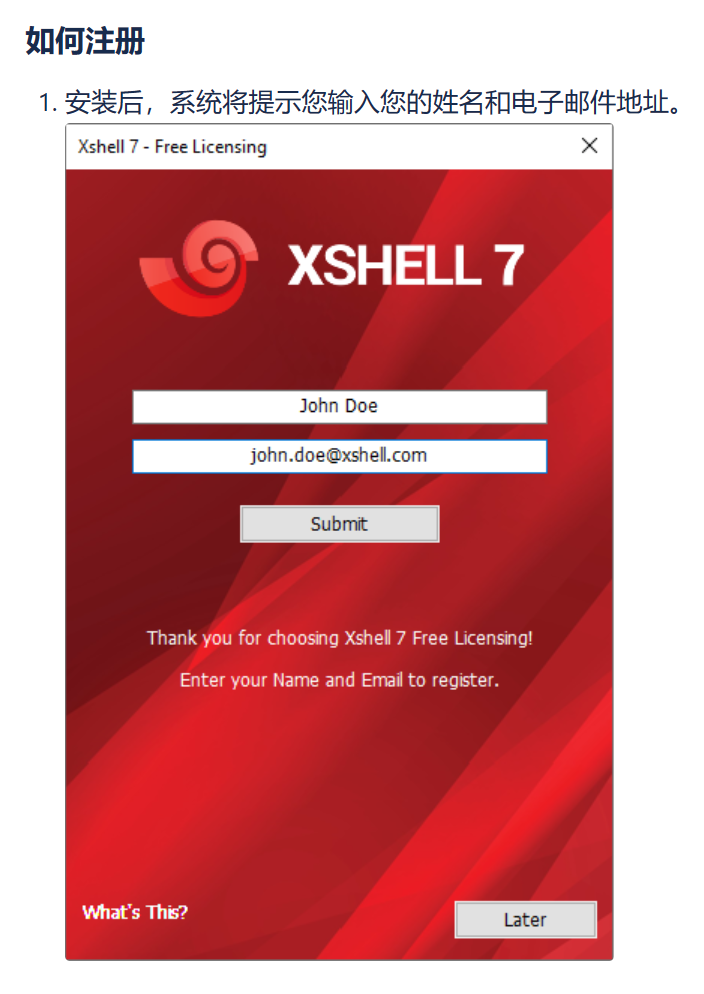 如何注册
1. 安装后，系统将提示您输入您的姓名和电子邮件地址。
Xshell 7 - Free Licensing
XSHELL 7
John Doe
john.doe@xshell.com
Submit
Thank you for choosing Xshell 7 Free Licensing!
Enter your Name and Email to register.
What's This?
Later